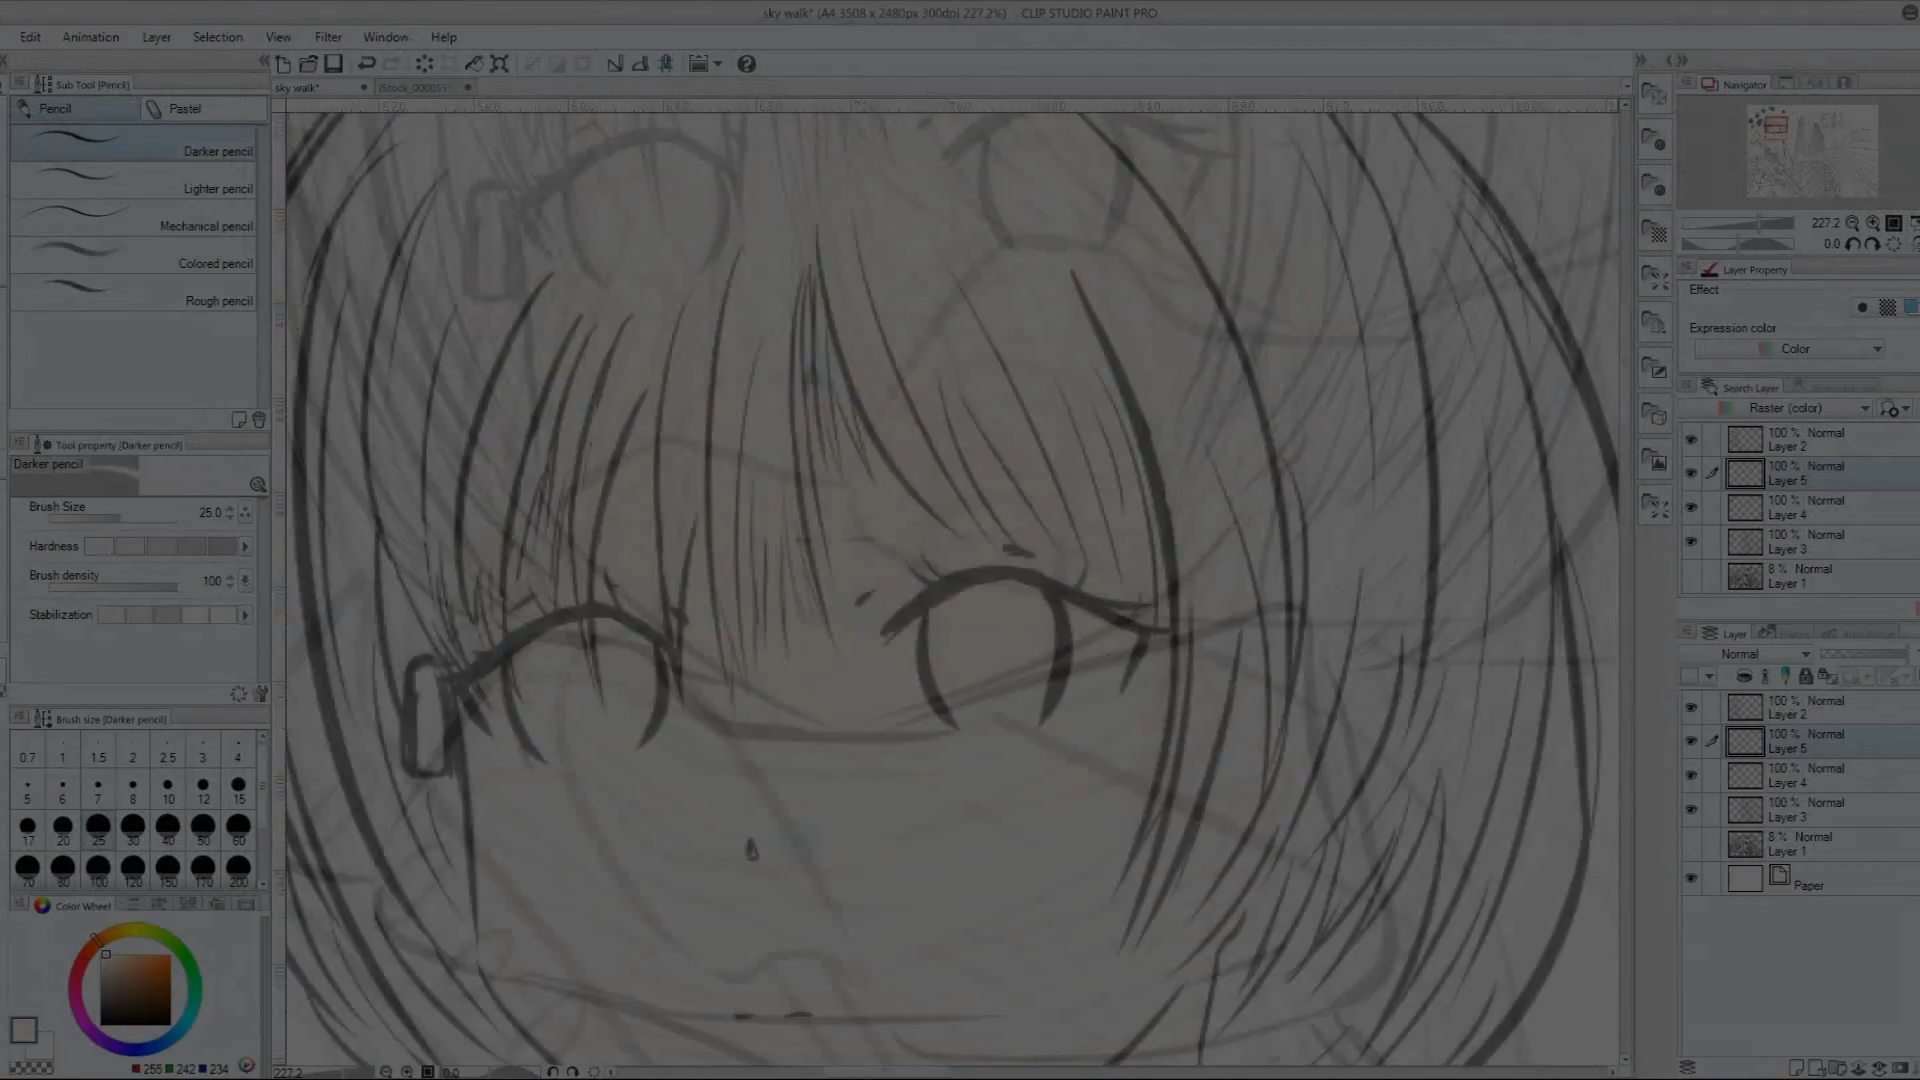 sky walk* (A4 3508 x 2480px 300dpi 227.2%) - CLIP STUDIO PAINT PRO
Edit Animation Layer Selection View Filter Window Help
Sub Tool [Pencil]
Pencil Pastel
Darker pencil
Lighter pencil
Mechanical pencil
Colored pencil
Rough pencil
Tool property [Darker pencil]
Darker pencil
Brush Size 25.0
Hardness
Brush density 100
Stabilization
Brush size [Darker pencil]
0.7 1 1.5 2 2.5 3 4
5 6 7 8 10 12 15
17 20 25 30 40 50 60
70 80 100 120 150 170 200
Color Wheel
255 242 234
sky walk*
520 560 720 760 880 960 1000
227.2 0.0
Navigator
227.2
0.0
Layer Property
Effect
Expression color
Color
Search Layer
Raster (color)
100 % Normal
Layer 2
100 % Normal
Layer 5
100 % Normal
Layer 4
100 % Normal
Layer 3
8 % Normal
Layer 1
Layer
Normal
100 % Normal
Layer 2
100 % Normal
Layer 5
100 % Normal
Layer 4
100 % Normal
Layer 3
8 % Normal
Layer 1
Paper